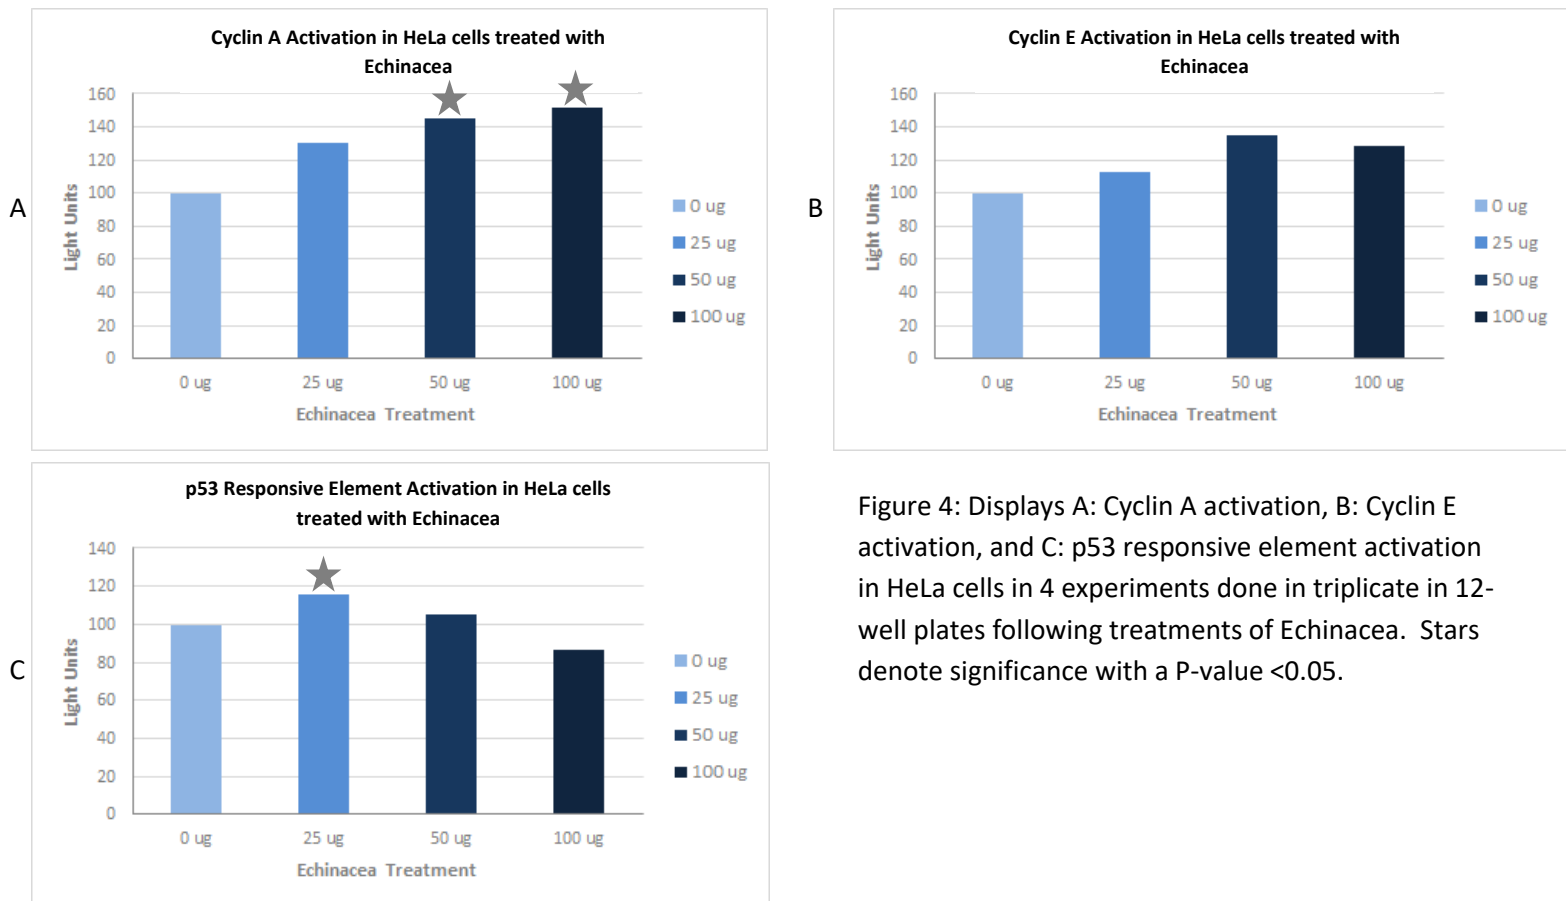 Cyclin A Activation in HeLa cells treated with
Echinacea
160
140
120
100
80
60
40
20
0
Light Units
0 ug
25 ug
50 ug
100 ug
Echinacea Treatment
0 ug
25 ug
50 ug
100 ug
A
Cyclin E Activation in HeLa cells treated with
Echinacea
160
140
120
100
80
60
40
20
0
Light Units
0 ug
25 ug
50 ug
100 ug
Echinacea Treatment
0 ug
25 ug
50 ug
100 ug
B
p53 Responsive Element Activation in HeLa cells
treated with Echinacea
140
120
100
80
60
40
20
0
Light Units
0 ug
25 ug
50 ug
100 ug
Echinacea Treatment
0 ug
25 ug
50 ug
100 ug
C
Figure 4: Displays A: Cyclin A activation, B: Cyclin E
activation, and C: p53 responsive element activation
in HeLa cells in 4 experiments done in triplicate in 12-
well plates following treatments of Echinacea. Stars
denote significance with a P-value <0.05.